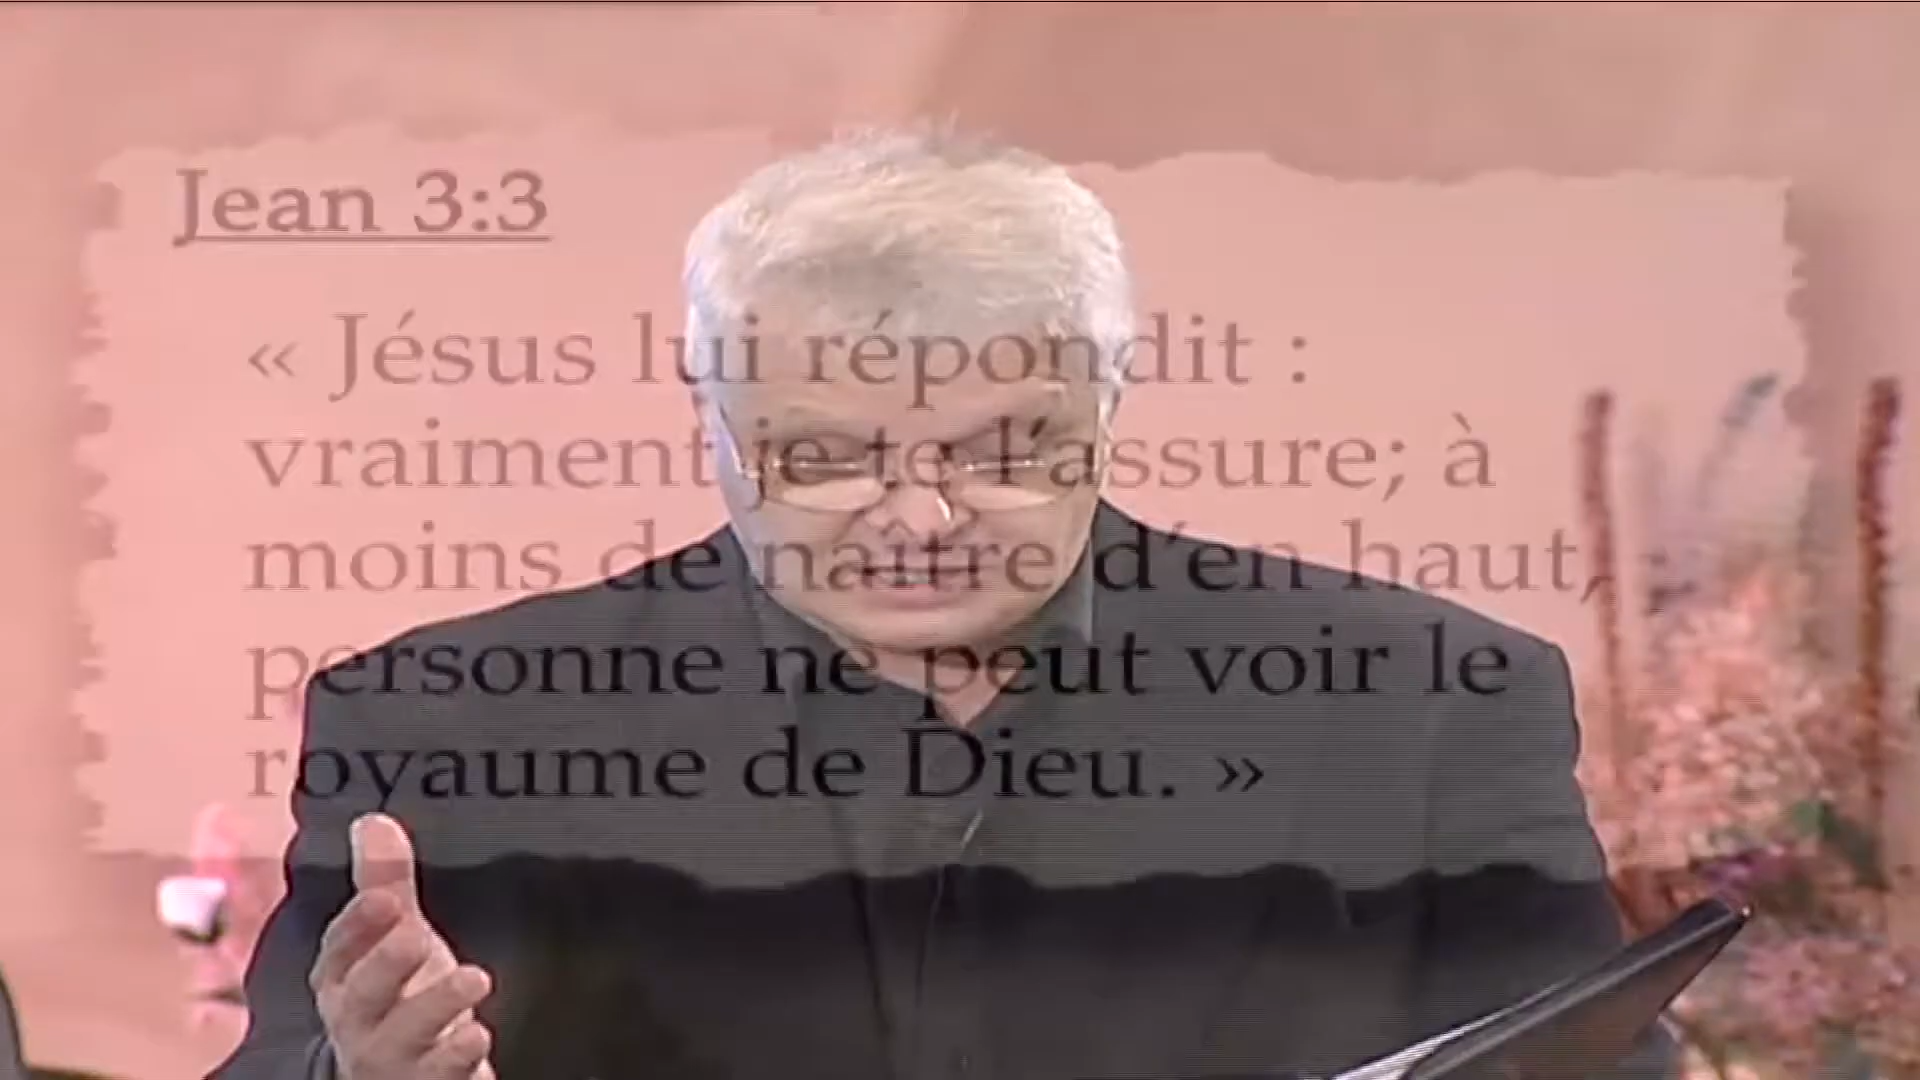 Jean 3:3
« Jésus lui répondit :
vraiment je te l'assure; à
moins de naître d'en haut,
personne ne peut voir le
royaume de Dieu. »